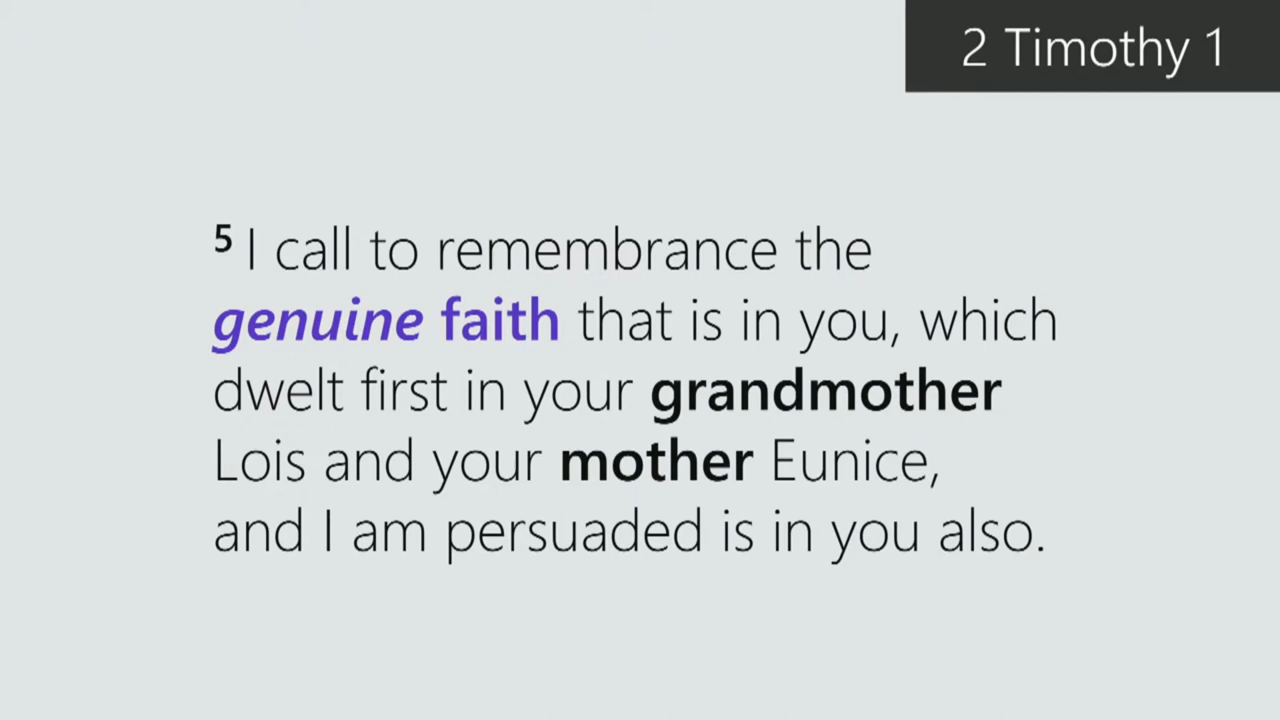 2 Timothy 1
5 I call to remembrance the
genuine faith that is in you, which
dwelt first in your grandmother
Lois and your mother Eunice,
and I am persuaded is in you also.